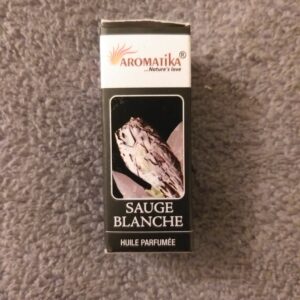 AROMATIKA®
...Nature's love
SAUGE
BLANCHE
HUILE PARFUMÉE